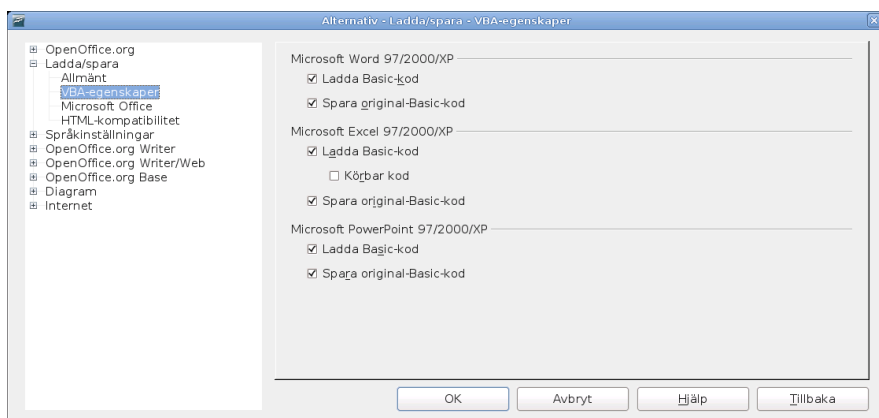 Alternativ - Ladda/spara - VBA-egenskaper
OpenOffice.org
Ladda/spara
Allmänt
VBA-egenskaper
Microsoft Office
HTML-kompatibilitet
Språkinställningar
OpenOffice.org Writer
OpenOffice.org Writer/Web
OpenOffice.org Base
Diagram
Internet
Microsoft Word 97/2000/XP
Ladda Basic-kod
Spara original-Basic-kod
Microsoft Excel 97/2000/XP
Ladda Basic-kod
Körbar kod
Spara original-Basic-kod
Microsoft PowerPoint 97/2000/XP
Ladda Basic-kod
Spara original-Basic-kod
OK
Avbryt
Hjälp
Tillbaka